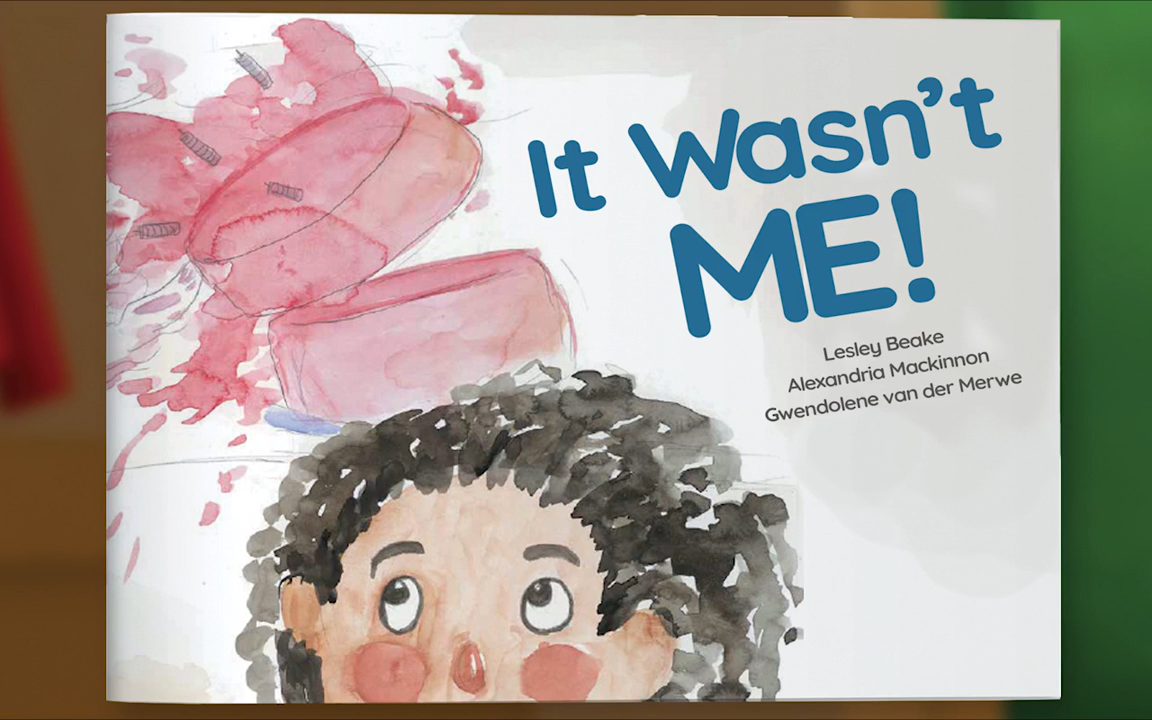 It Wasn't
ME!
Lesley Beake
Alexandria Mackinnon
Gwendolene van der Merwe